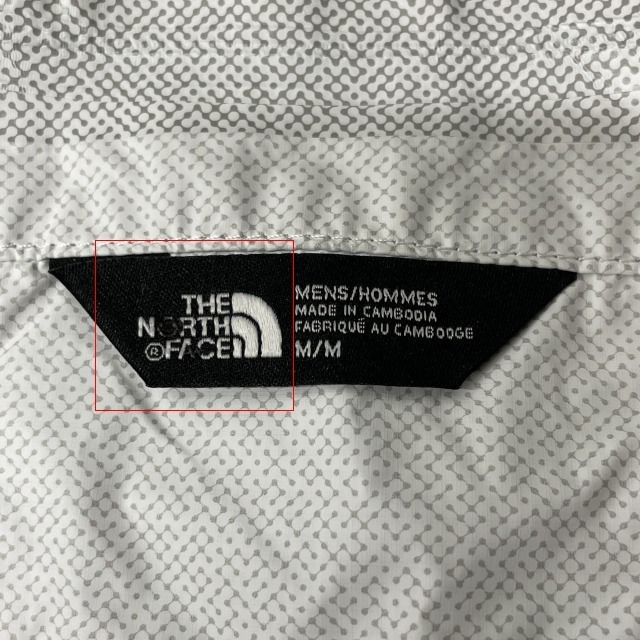 THE
NORTH
®FACE
MENS/HOMMES
MADE IN CAMBODIA
FABRIQUÉ AU CAMBODGE
M/M